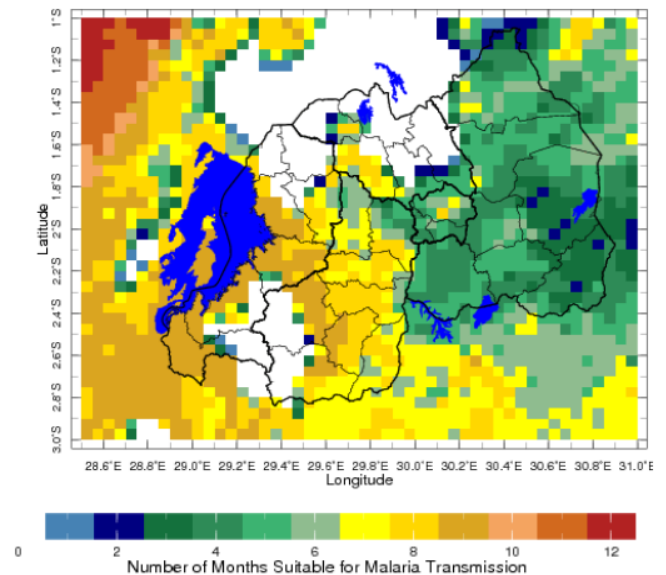 1°S
1.2°S
1.4°S
1.6°S
1.8°S
2°S
2.2°S
2.4°S
2.6°S
2.8°S
3.0°S
Latitude
28.6°E 28.8°E 29.0°E 29.2°E 29.4°E 29.6°E 29.8°E 30.0°E 30.2°E 30.4°E 30.6°E 30.8°E 31.0°E
Longitude
0 2 4 6 8 10 12
Number of Months Suitable for Malaria Transmission